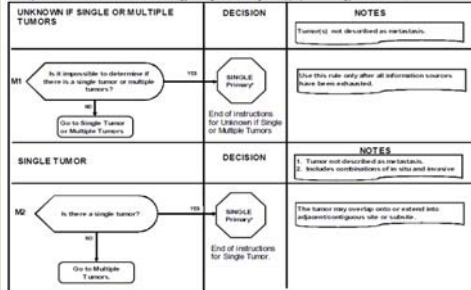 UNKNOWN IF SINGLE OR MULTIPLE
TUMORS
DECISION
NOTES
Tumor(s) not described as metastasis.
M1
Is it impossible to determine if
there is a single tumor or multiple
tumors?
YES
SINGLE
Primary*
Use this rule only after all information sources
have been exhausted.
NO
Go to Single Tumor
or Multiple Tumors
End of instructions
for Unknown if Single
or Multiple Tumors
SINGLE TUMOR
DECISION
NOTES
1. Tumor not described as metastasis.
2. Includes combinations of in situ and invasive
M2
Is there a single tumor?
YES
SINGLE
Primary*
The tumor may overlap onto or extend into
adjacent/contiguous site or subsite.
NO
Go to Multiple
Tumors.
End of instructions
for Single Tumor.